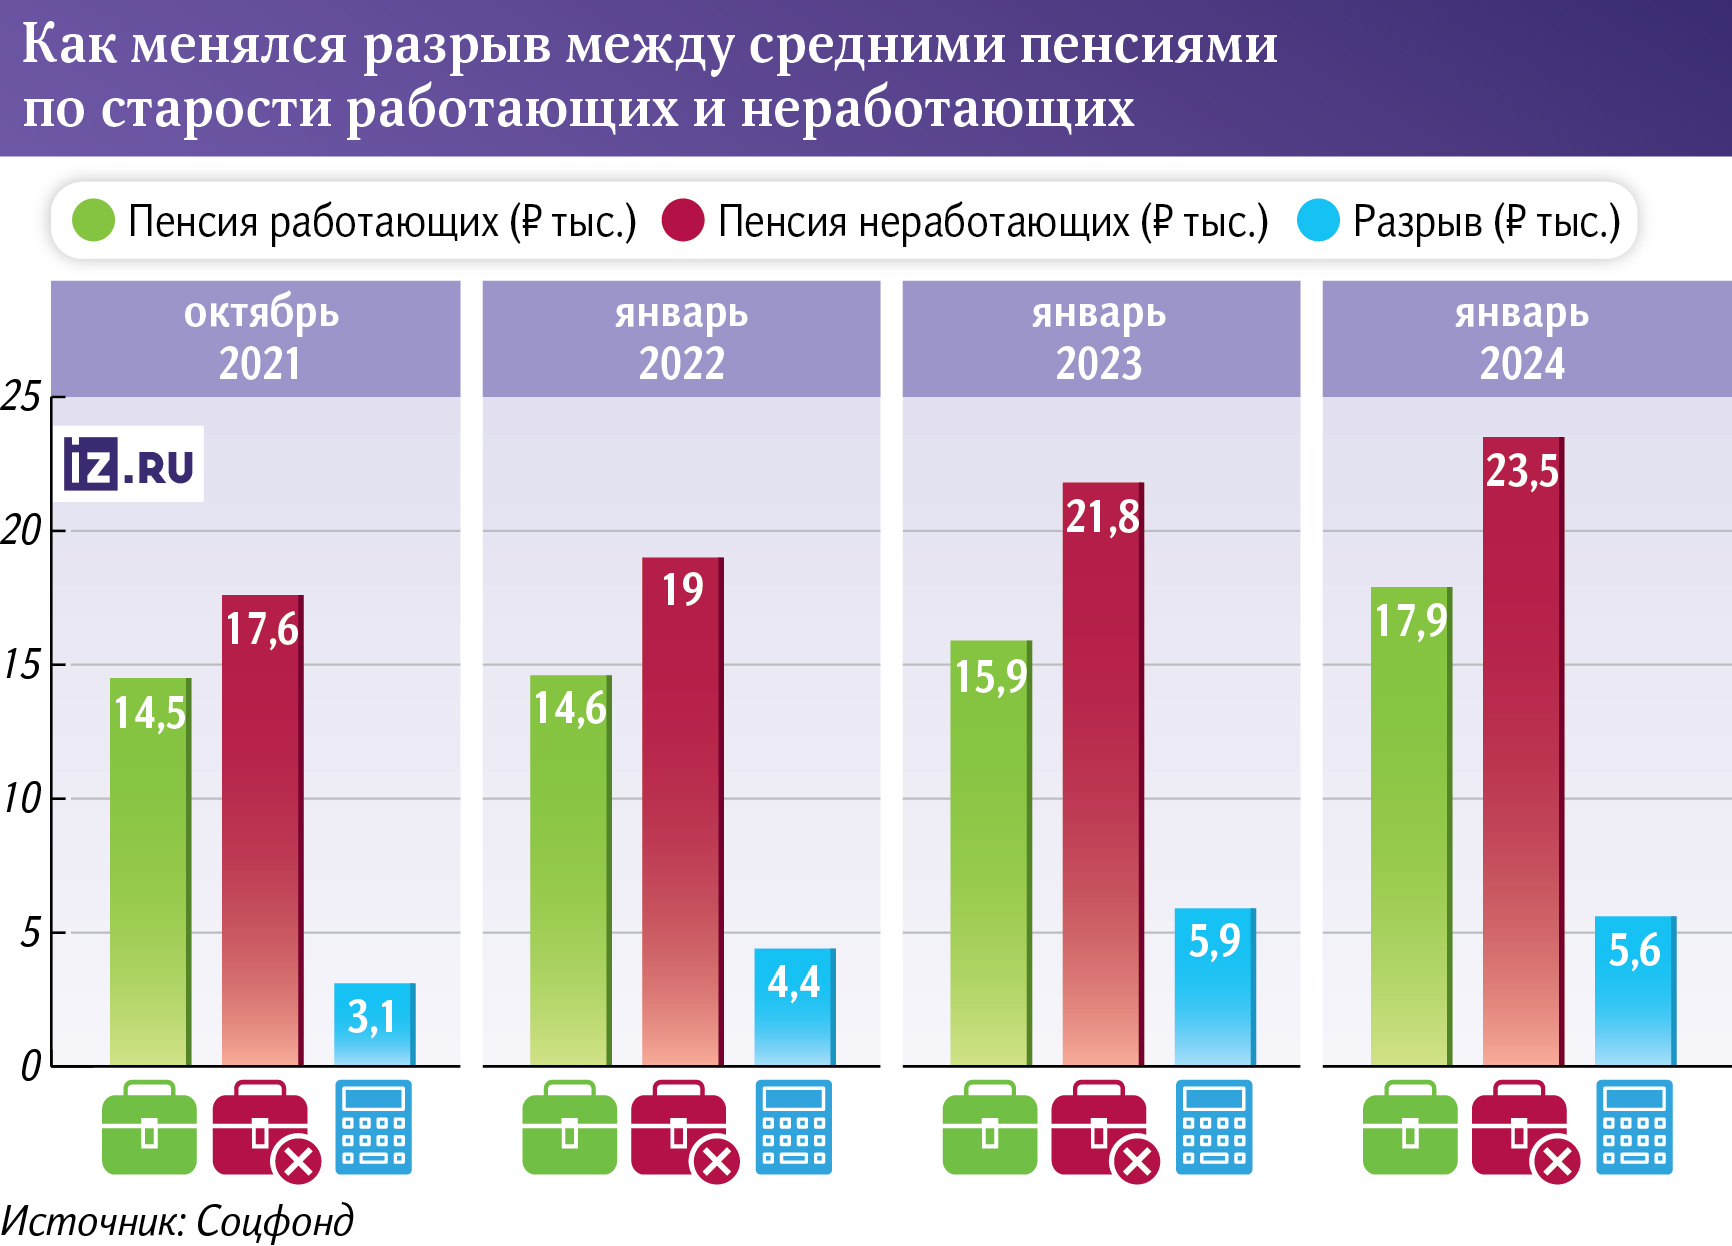 Как менялся разрыв между средними пенсиями
по старости работающих и неработающих
Пенсия работающих (₽ тыс.) Пенсия неработающих (₽ тыс.) Разрыв (₽ тыс.)
октябрь
2021
январь
2022
январь
2023
январь
2024
25
20
15
10
5
0
IZ.RU
14,5
17,6
3,1
14,6
19
4,4
15,9
21,8
5,9
17,9
23,5
5,6
Источник: Соцфонд